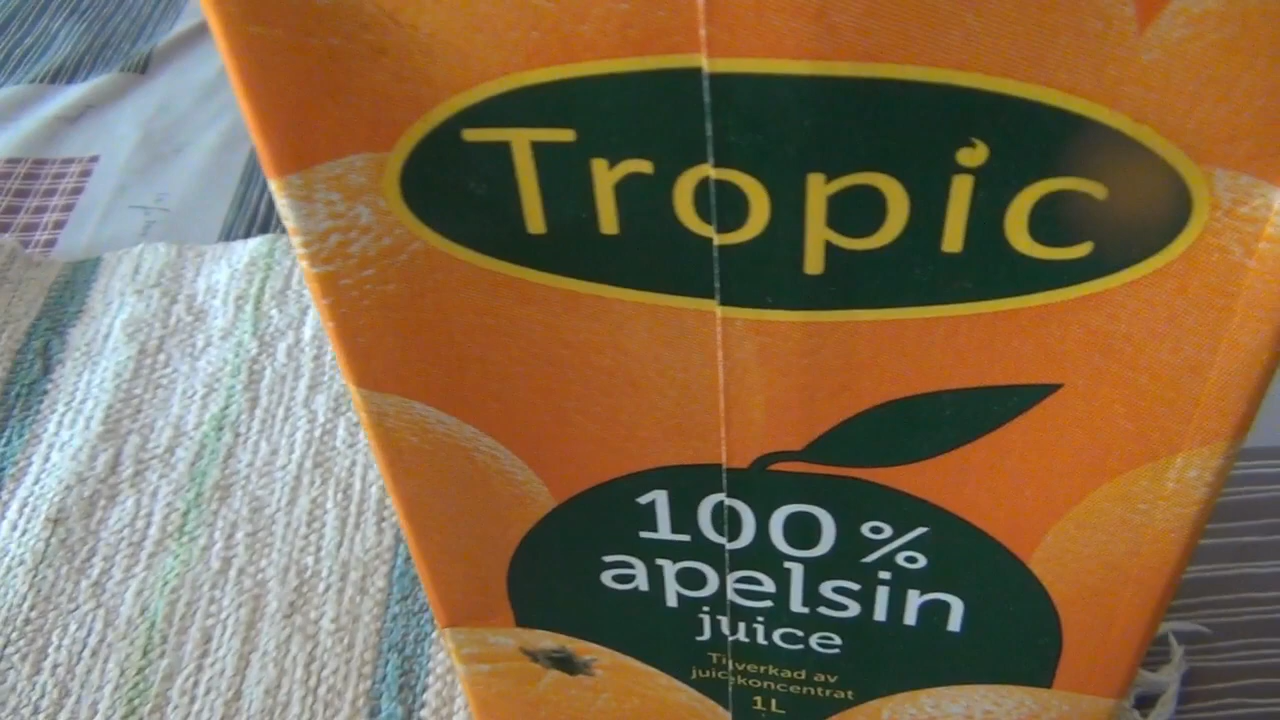 Tropic
100%
apelsin
juice
Tillverkad av
juicekoncentrat
1L